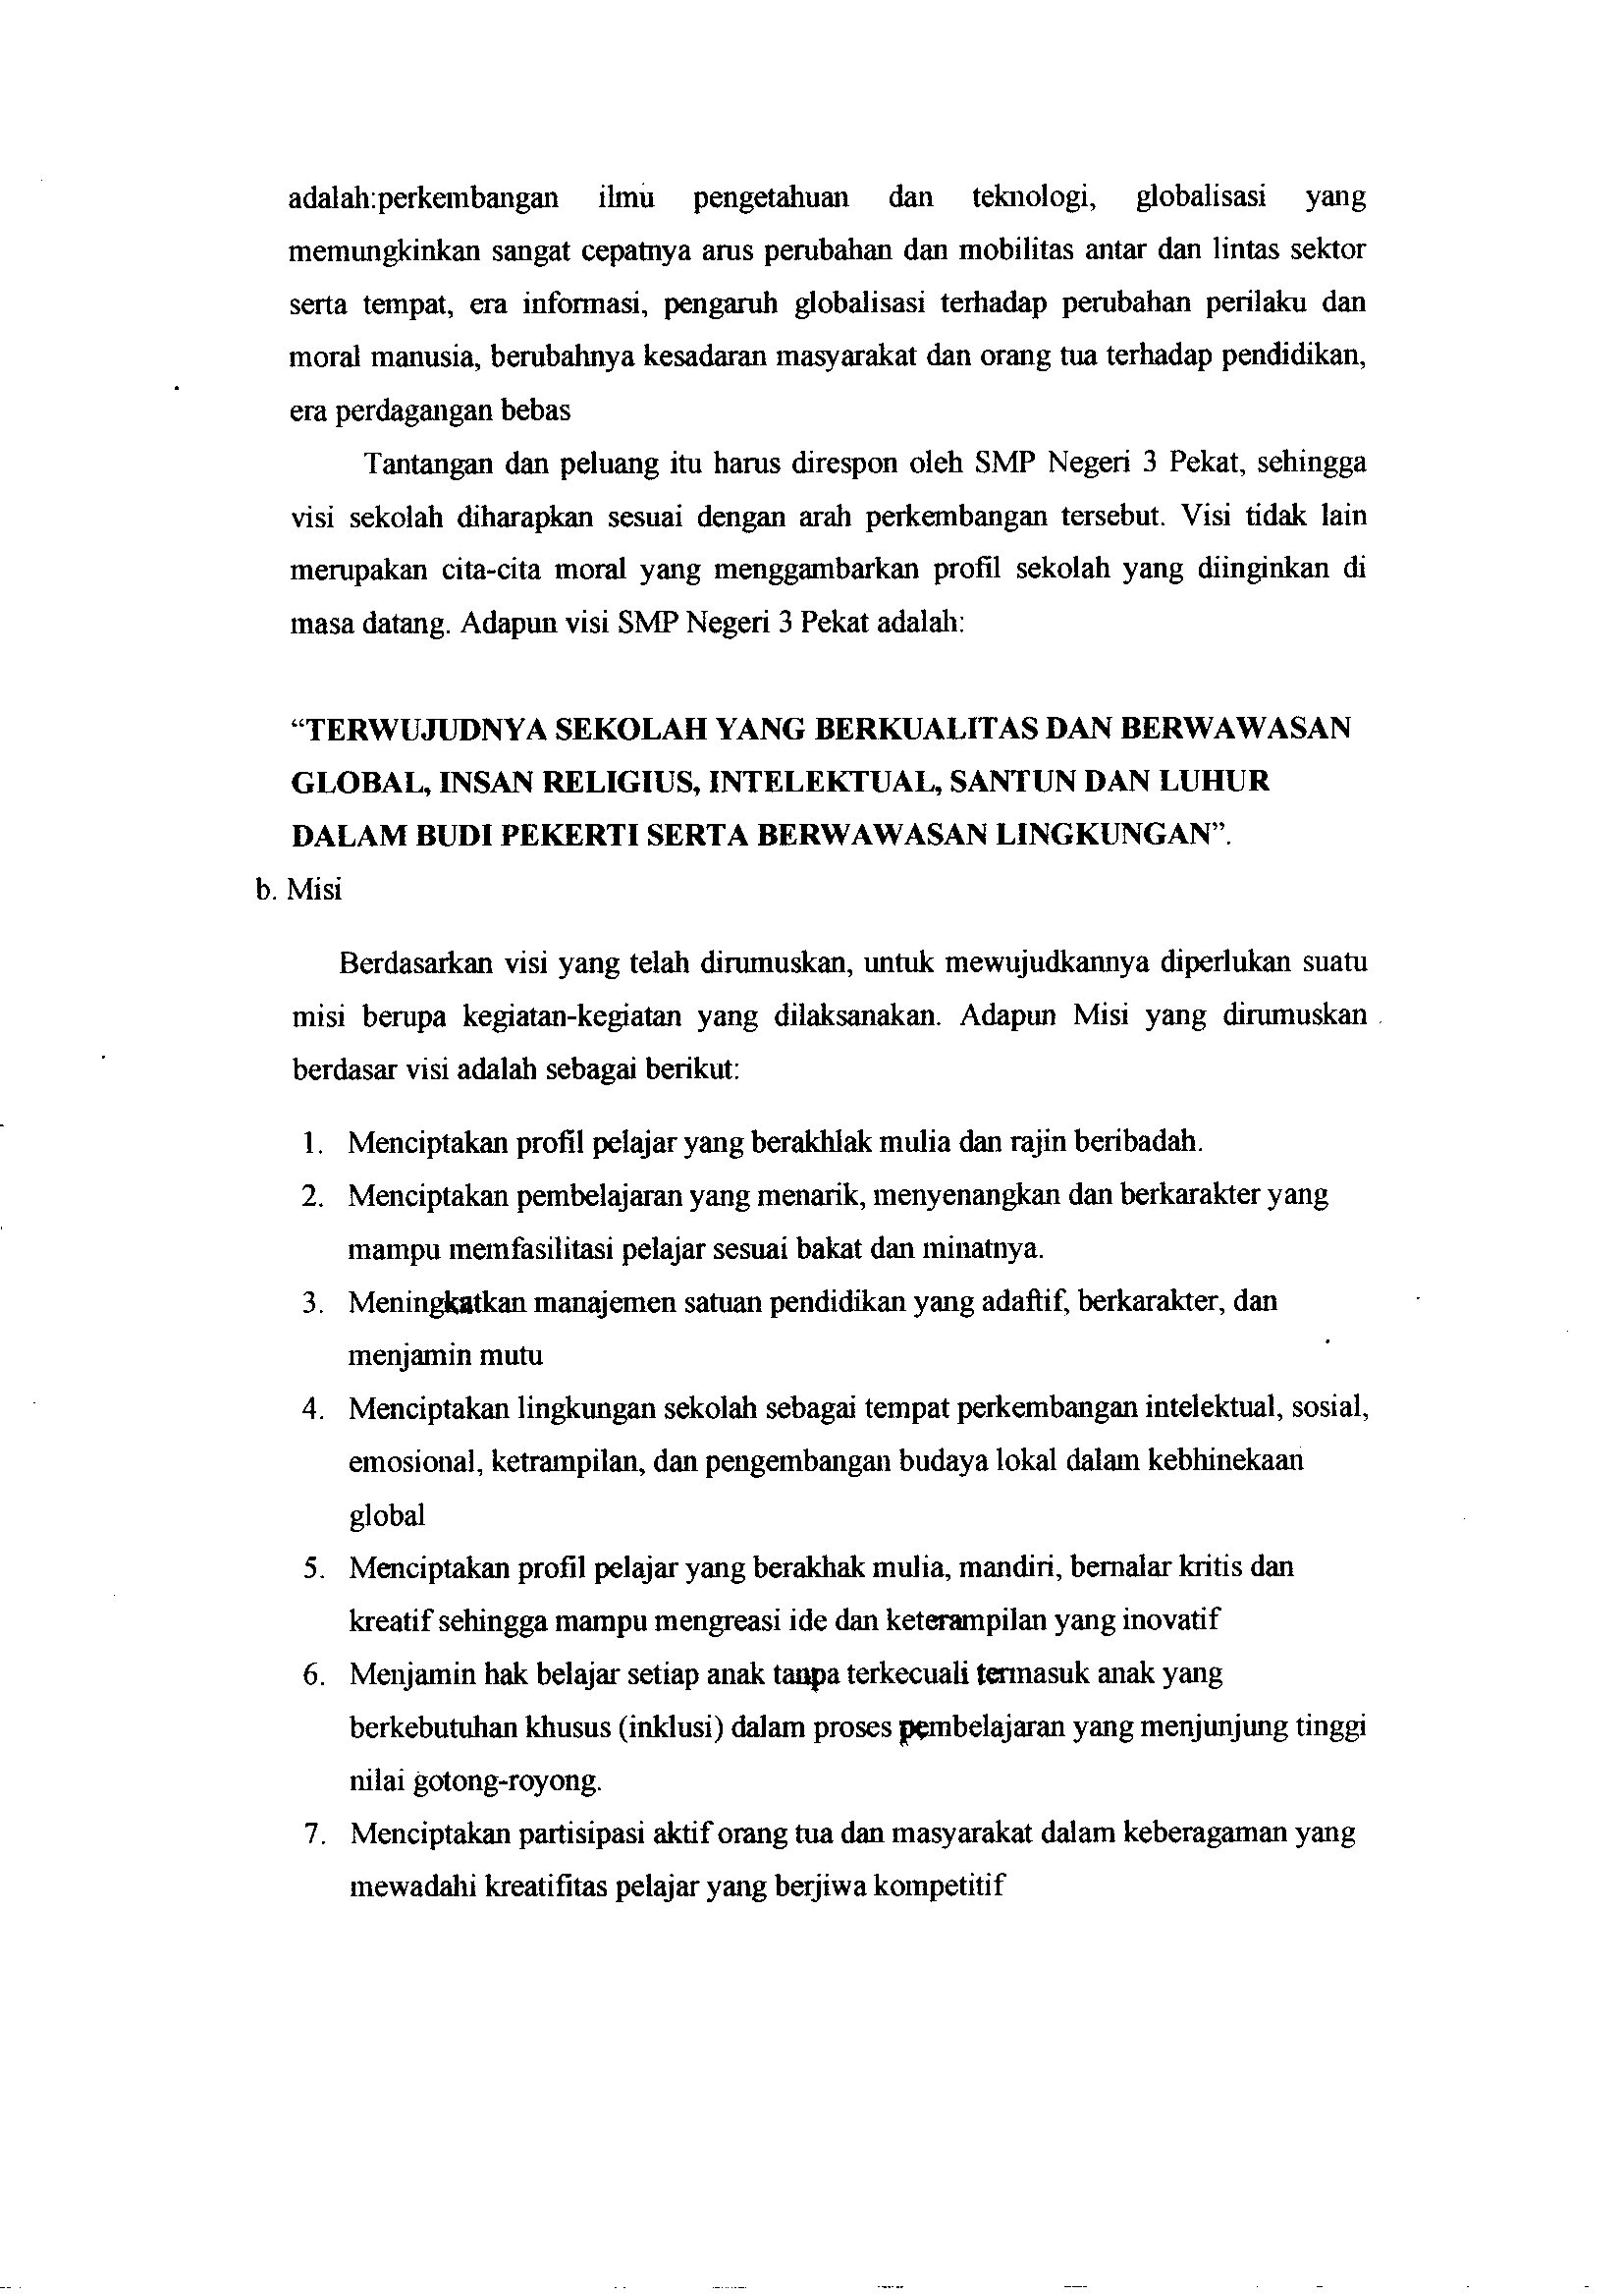 adalah:perkembangan ilmu pengetahuan dan teknologi, globalisasi yang
memungkinkan sangat cepatnya arus perubahan dan mobilitas antar dan lintas sektor
serta tempat, era informasi, pengaruh globalisasi terhadap perubahan perilaku dan
moral manusia, berubahnya kesadaran masyarakat dan orang tua terhadap pendidikan,
era perdagangan bebas
Tantangan dan peluang itu harus direspon oleh SMP Negeri 3 Pekat, sehingga
visi sekolah diharapkan sesuai dengan arah perkembangan tersebut. Visi tidak lain
merupakan cita-cita moral yang menggambarkan profil sekolah yang diinginkan di
masa datang. Adapun visi SMP Negeri 3 Pekat adalah:
“TERWUJUDNYA SEKOLAH YANG BERKUALITAS DAN BERWAWASAN
GLOBAL, INSAN RELIGIUS, INTELEKTUAL, SANTUN DAN LUHUR
DALAM BUDI PEKERTI SERTA BERWAWASAN LINGKUNGAN”.
b. Misi
Berdasarkan visi yang telah dirumuskan, untuk mewujudkannya diperlukan suatu
misi berupa kegiatan-kegiatan yang dilaksanakan. Adapun Misi yang dirumuskan
berdasar visi adalah sebagai berikut:
1. Menciptakan profil pelajar yang berakhlak mulia dan rajin beribadah.
2. Menciptakan pembelajaran yang menarik, menyenangkan dan berkarakter yang
mampu memfasilitasi pelajar sesuai bakat dan minatnya.
3. Meningkatkan manajemen satuan pendidikan yang adaftif, berkarakter, dan
menjamin mutu
4. Menciptakan lingkungan sekolah sebagai tempat perkembangan intelektual, sosial,
emosional, ketrampilan, dan pengembangan budaya lokal dalam kebhinekaan
global
5. Menciptakan profil pelajar yang berakhak mulia, mandiri, bernalar kritis dan
kreatif sehingga mampu mengreasi ide dan keterampilan yang inovatif
6. Menjamin hak belajar setiap anak tanpa terkecuali termasuk anak yang
berkebutuhan khusus (inklusi) dalam proses pembelajaran yang menjunjung tinggi
nilai gotong-royong.
7. Menciptakan partisipasi aktif orang tua dan masyarakat dalam keberagaman yang
mewadahi kreatifitas pelajar yang berjiwa kompetitif